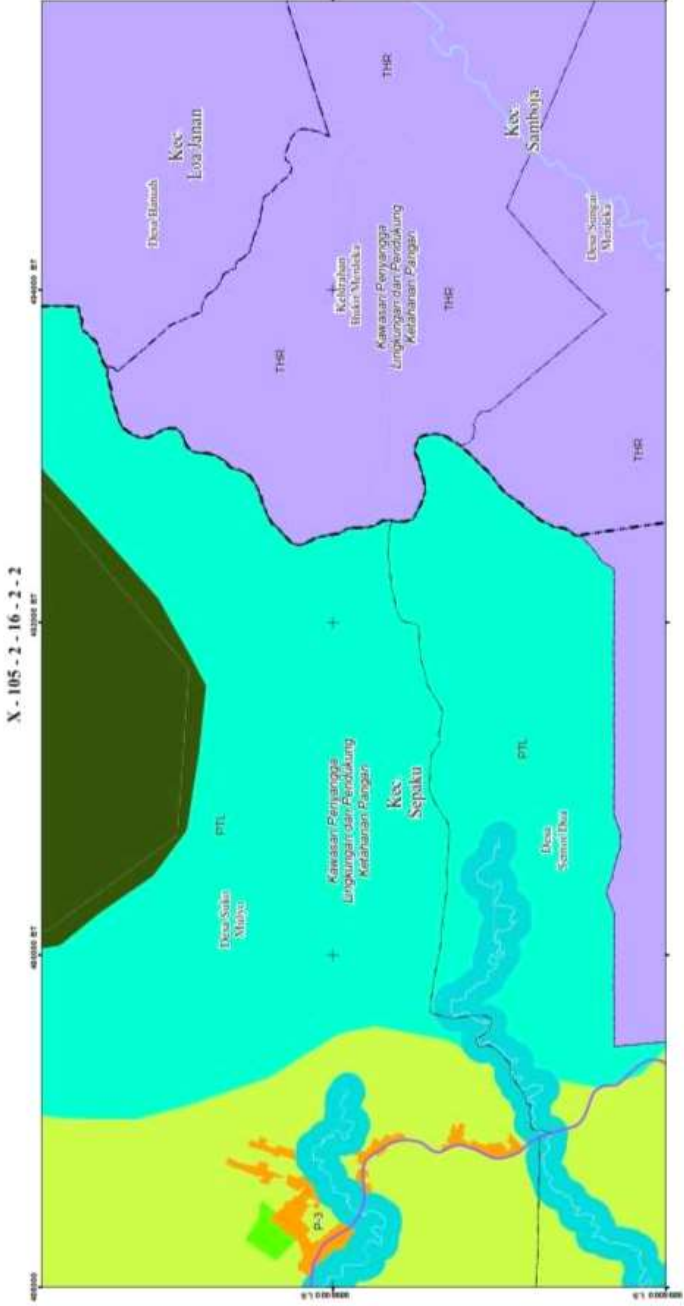 X - 105 - 2 - 16 - 2 - 2
THR
Kec
Loa Janan
Kec
Samboja
Kelurahan
Bukit Merdeka
Kawasan Penyangga
Lingkungan dan Pendukung
Ketahanan Pangan
Desa Sungai
Merdeka
THR
THR
THR
PTL
Kawasan Penyangga
Lingkungan dan Pendukung
Ketahanan Pangan
Kec
Sepaku
PTL
Desa Suko
Mulyo
Desa
Semoi Dua
P-3